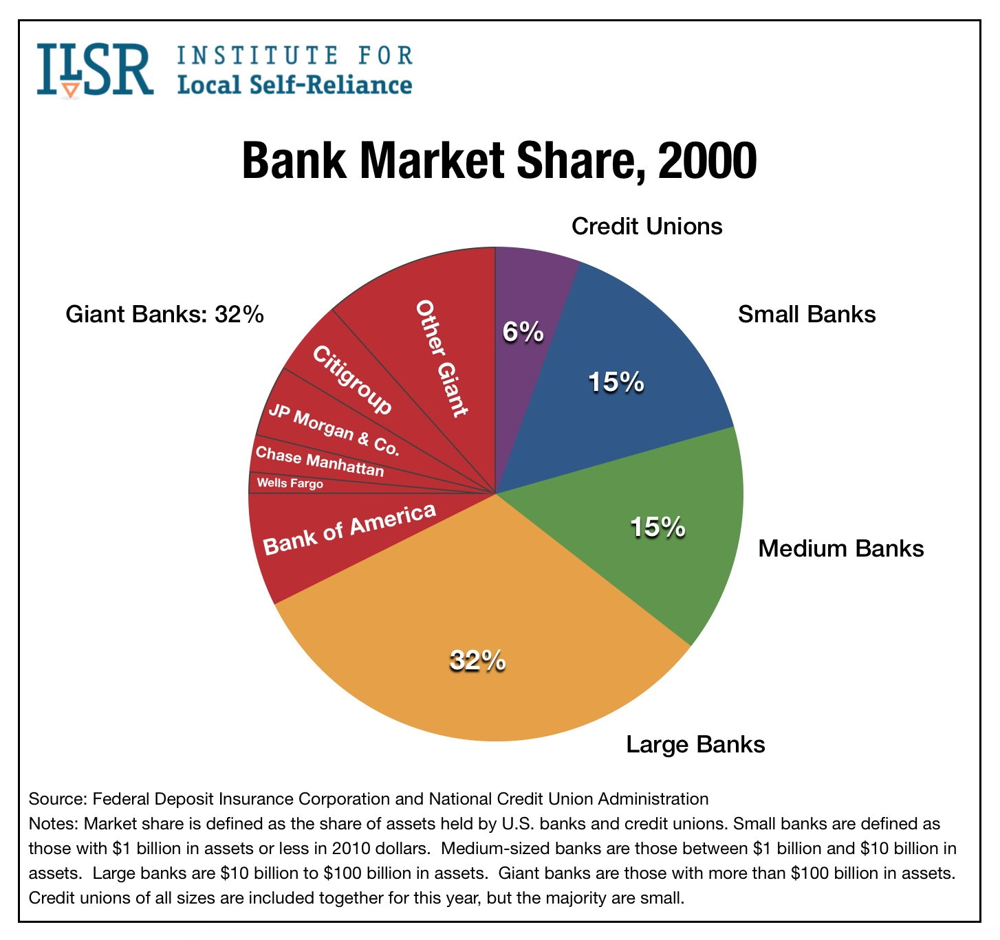 ILSR
INSTITUTE FOR
Local Self-Reliance
Bank Market Share, 2000
Credit Unions
Giant Banks: 32%
Small Banks
Other Giant
6%
Citigroup
15%
JP Morgan & Co.
Chase Manhattan
Wells Fargo
Bank of America
15%
Medium Banks
32%
Large Banks
Source: Federal Deposit Insurance Corporation and National Credit Union Administration
Notes: Market share is defined as the share of assets held by U.S. banks and credit unions. Small banks are defined as
those with $1 billion in assets or less in 2010 dollars.  Medium-sized banks are those between $1 billion and $10 billion in
assets.  Large banks are $10 billion to $100 billion in assets.  Giant banks are those with more than $100 billion in assets.
Credit unions of all sizes are included together for this year, but the majority are small.